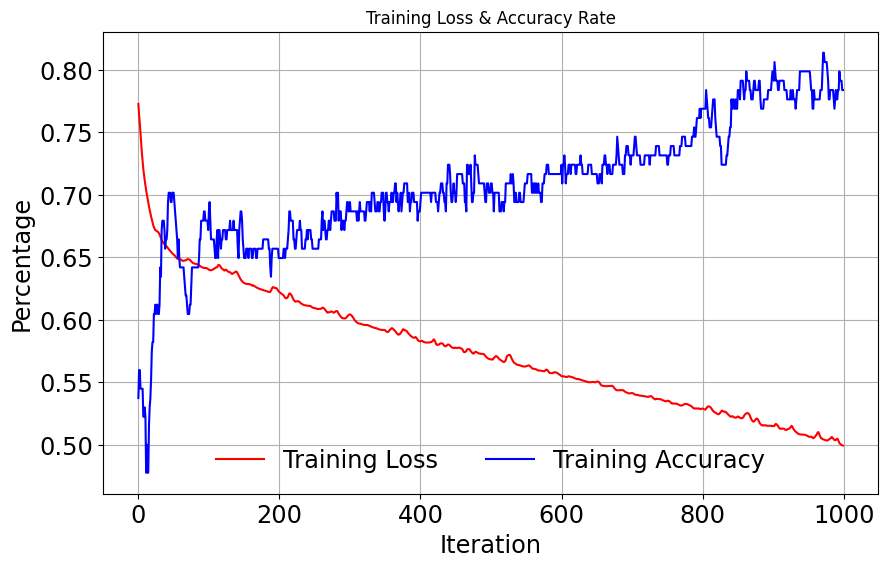 Training Loss & Accuracy Rate
Percentage
0.80
0.75
0.70
0.65
0.60
0.55
0.50
Training Loss Training Accuracy
0 200 400 600 800 1000
Iteration